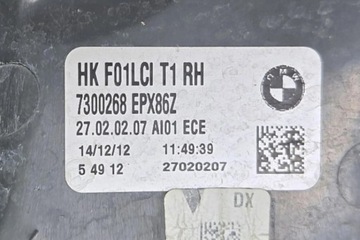 HK F01LCI T1 RH
BMW
7300268 EPX86Z
27.02.02.07 AI01 ECE
14/12/12 11:49:39
5 49 12 27020207
DX